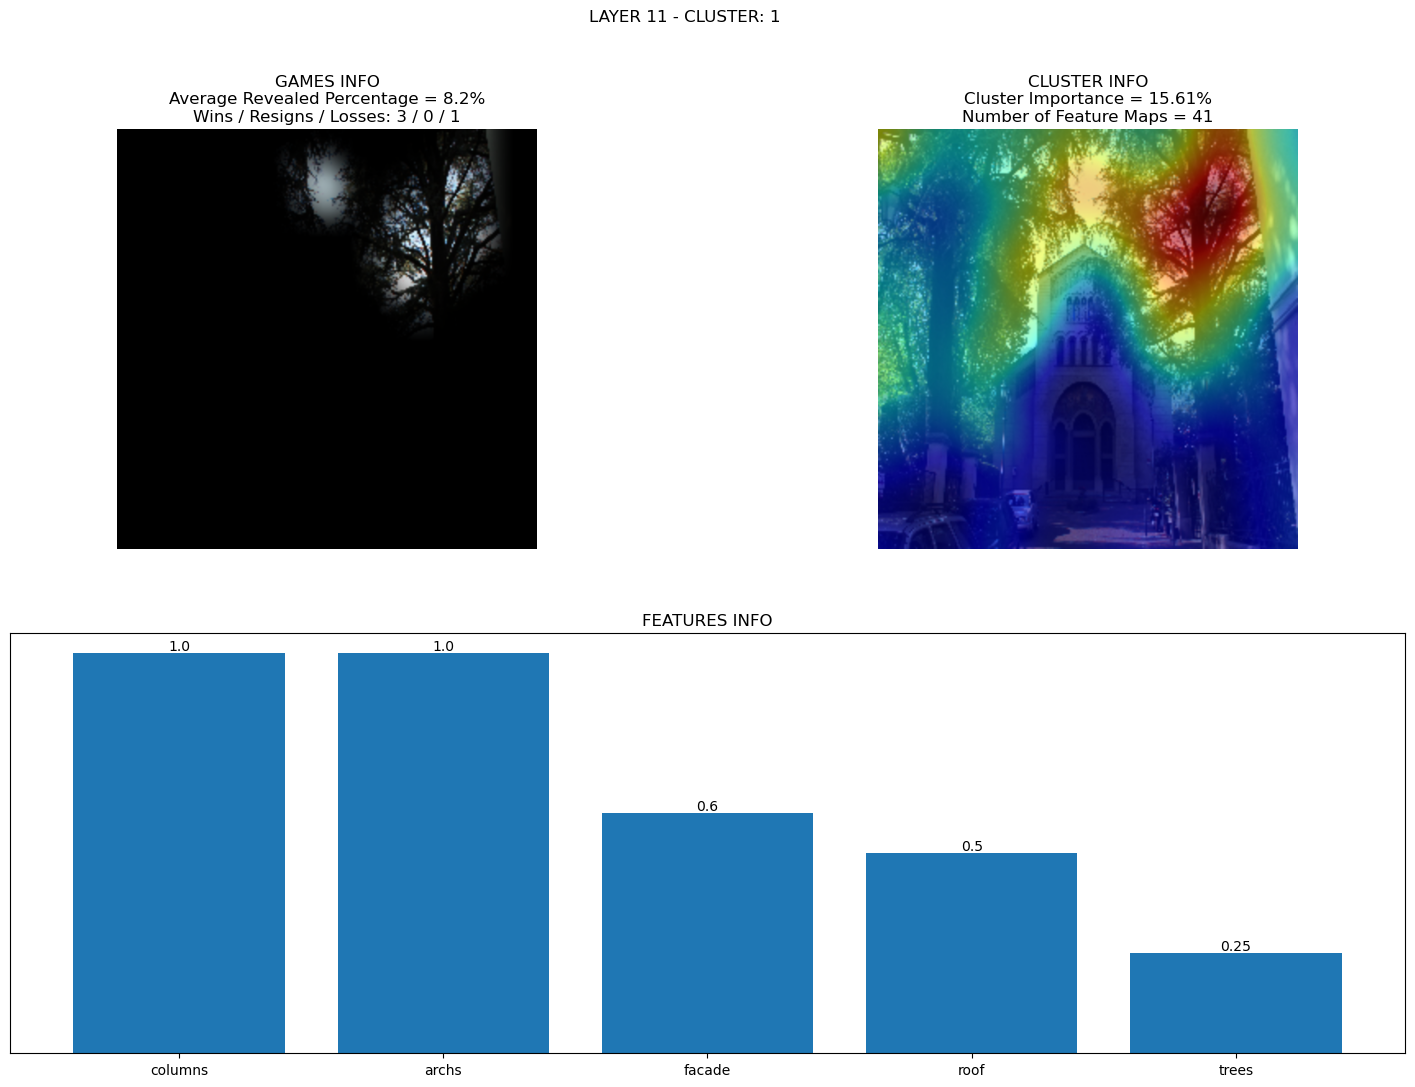 LAYER 11 - CLUSTER: 1
GAMES INFO
Average Revealed Percentage = 8.2%
Wins / Resigns / Losses: 3 / 0 / 1
CLUSTER INFO
Cluster Importance = 15.61%
Number of Feature Maps = 41
FEATURES INFO
1.0
1.0
0.6
0.5
0.25
columns
archs
facade
roof
trees